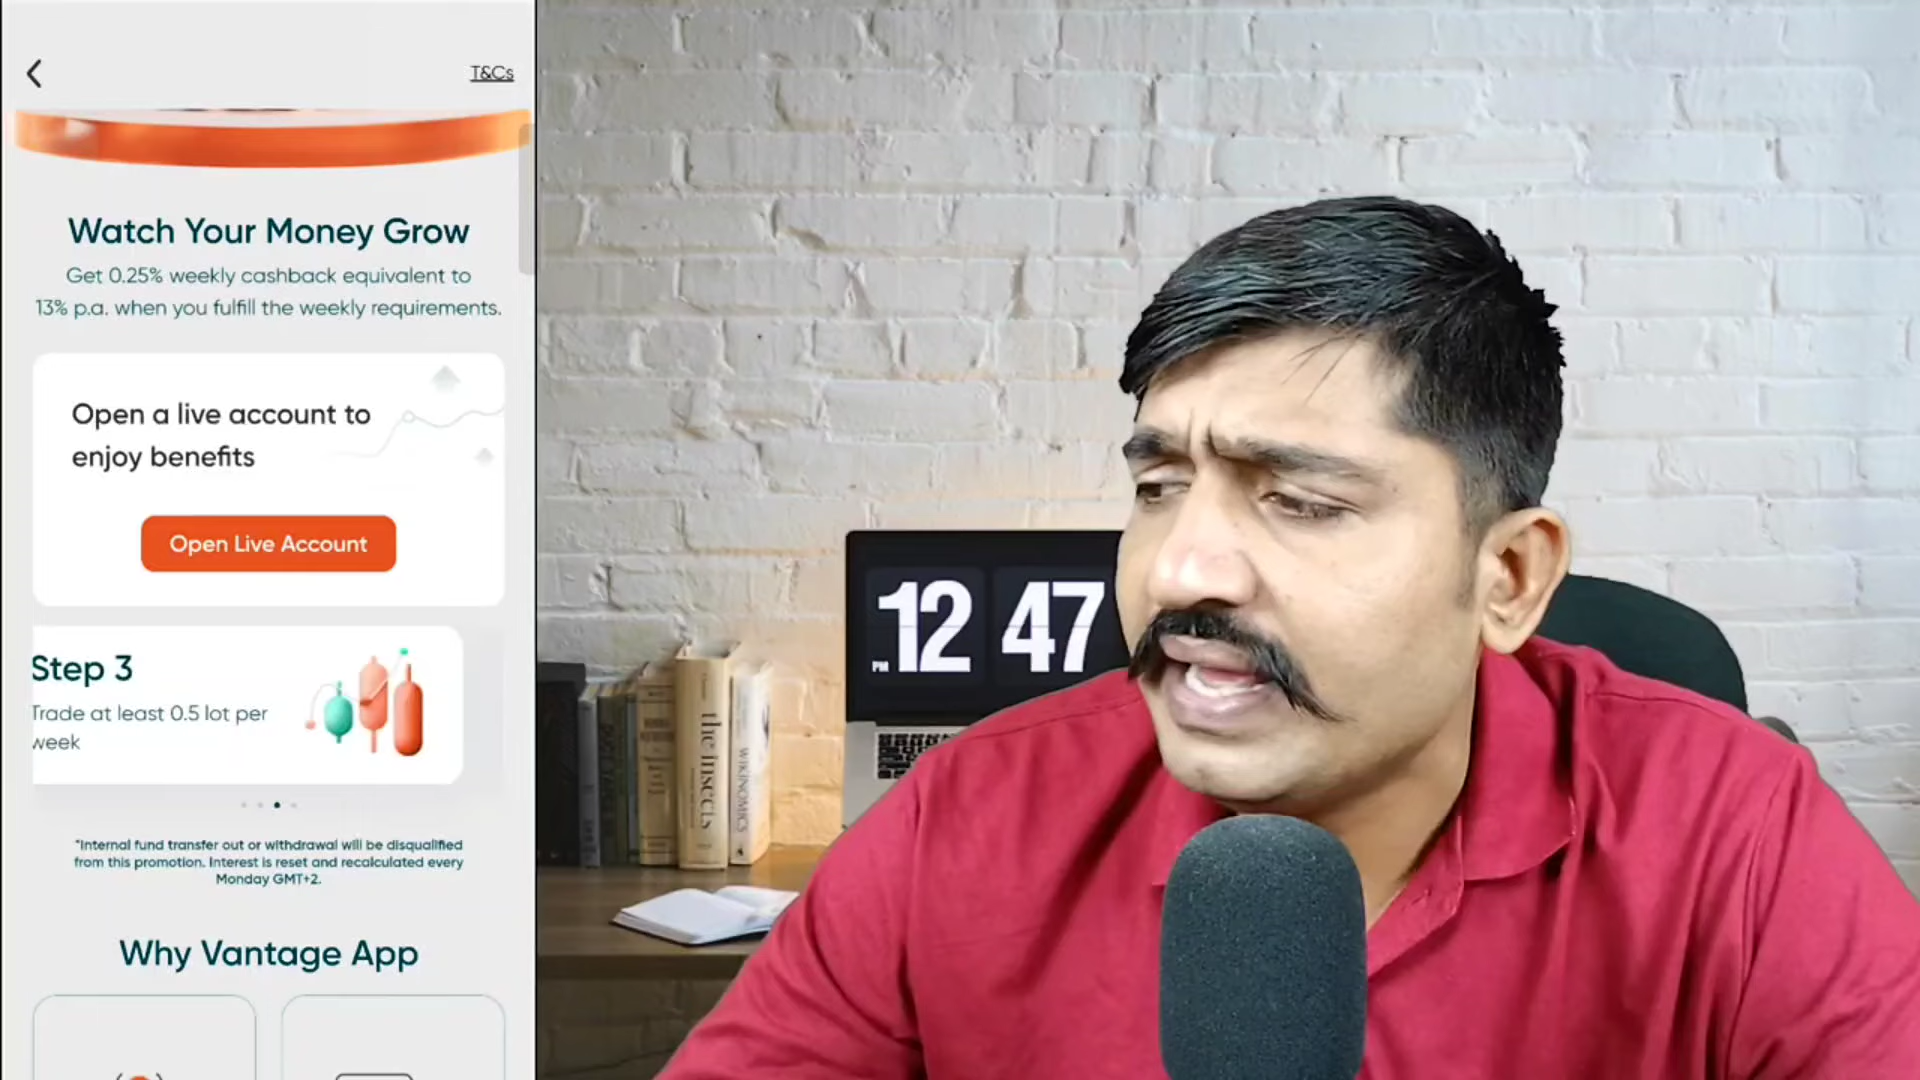 T&Cs
Watch Your Money Grow
Get 0.25% weekly cashback equivalent to
13% p.a. when you fulfill the weekly requirements.
Open a live account to
enjoy benefits
Open Live Account
Step 3
Trade at least 0.5 lot per
week
*Internal fund transfer out or withdrawal will be disqualified
from this promotion. Interest is reset and recalculated every
Monday GMT+2.
Why Vantage App
PM 12 47
the insects
WIKINOMICS